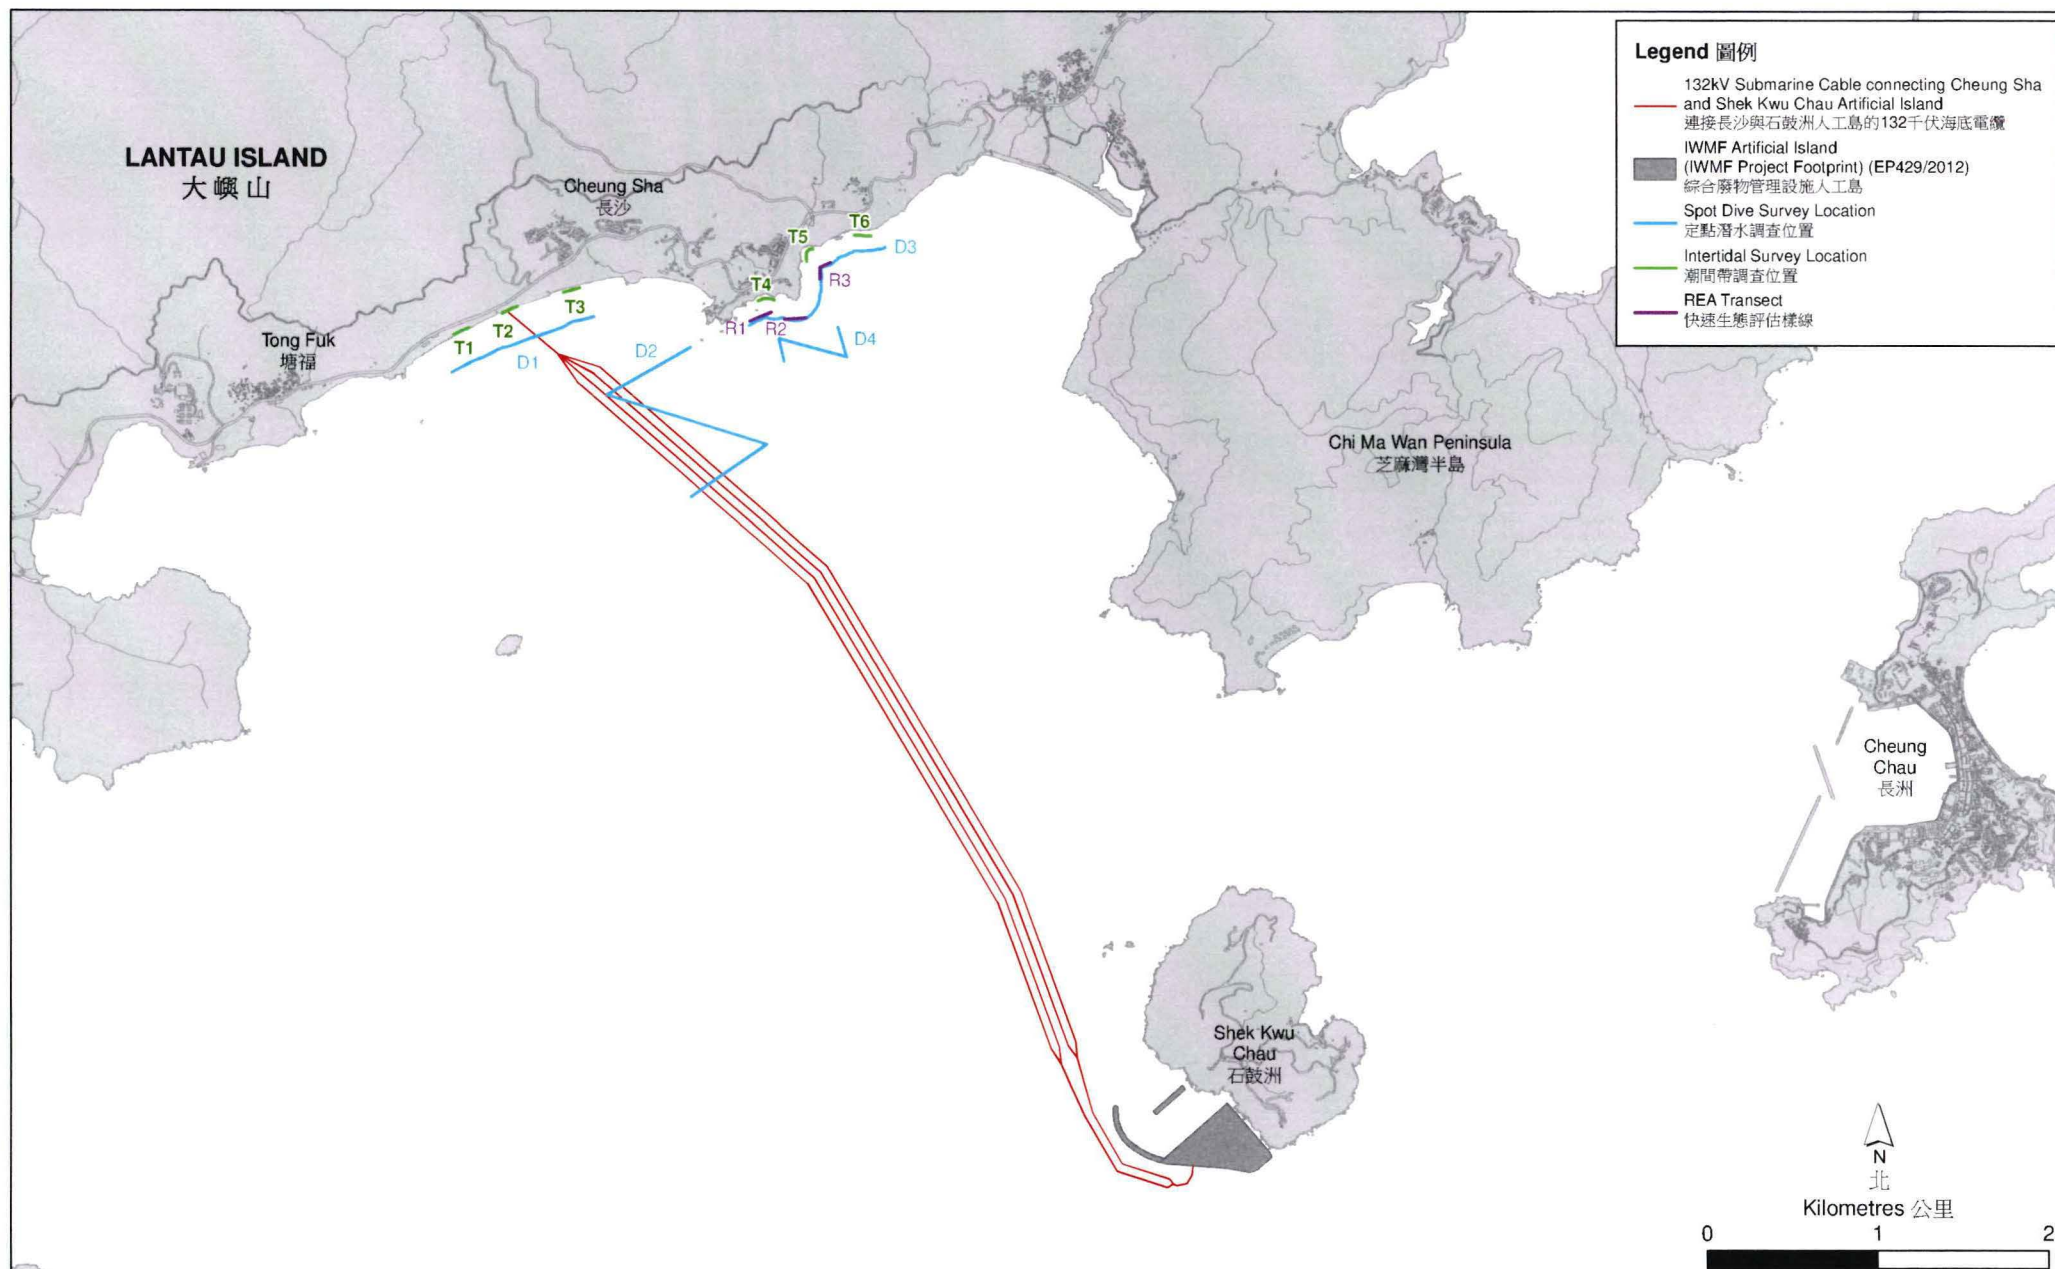 Legend 圖例
132kV Submarine Cable connecting Cheung Sha
and Shek Kwu Chau Artificial Island
連接長沙與石鼓洲人工島的132千伏海底電纜
IWMF Artificial Island
(IWMF Project Footprint) (EP429/2012)
綜合廢物管理設施人工島
Spot Dive Survey Location
定點潛水調查位置
Intertidal Survey Location
潮間帶調查位置
REA Transect
快速生態評估樣線
LANTAU ISLAND
大嶼山
Cheung Sha
長沙
T6
T5
D3
R3
T4
T3
T2
R1
R2
T1
D1
D2
D4
Tong Fuk
塘福
Chi Ma Wan Peninsula
芝麻灣半島
Cheung
Chau
長洲
Shek Kwu
Chau
石鼓洲
N
北
Kilometres 公里
0 1 2